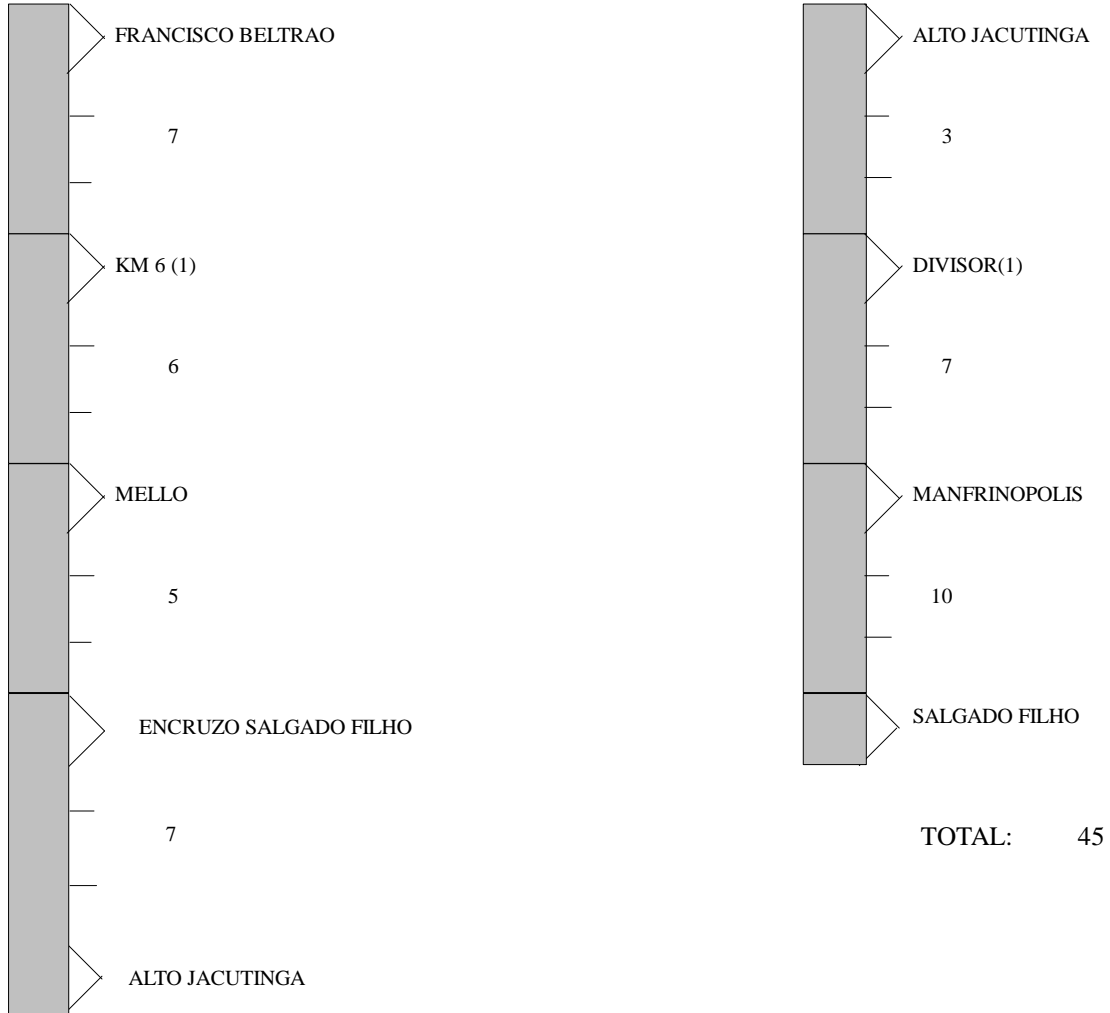 FRANCISCO BELTRAO
7
KM 6 (1)
6
MELLO
5
ENCRUZO SALGADO FILHO
7
ALTO JACUTINGA
ALTO JACUTINGA
3
DIVISOR(1)
7
MANFRINOPOLIS
10
SALGADO FILHO
TOTAL: 45